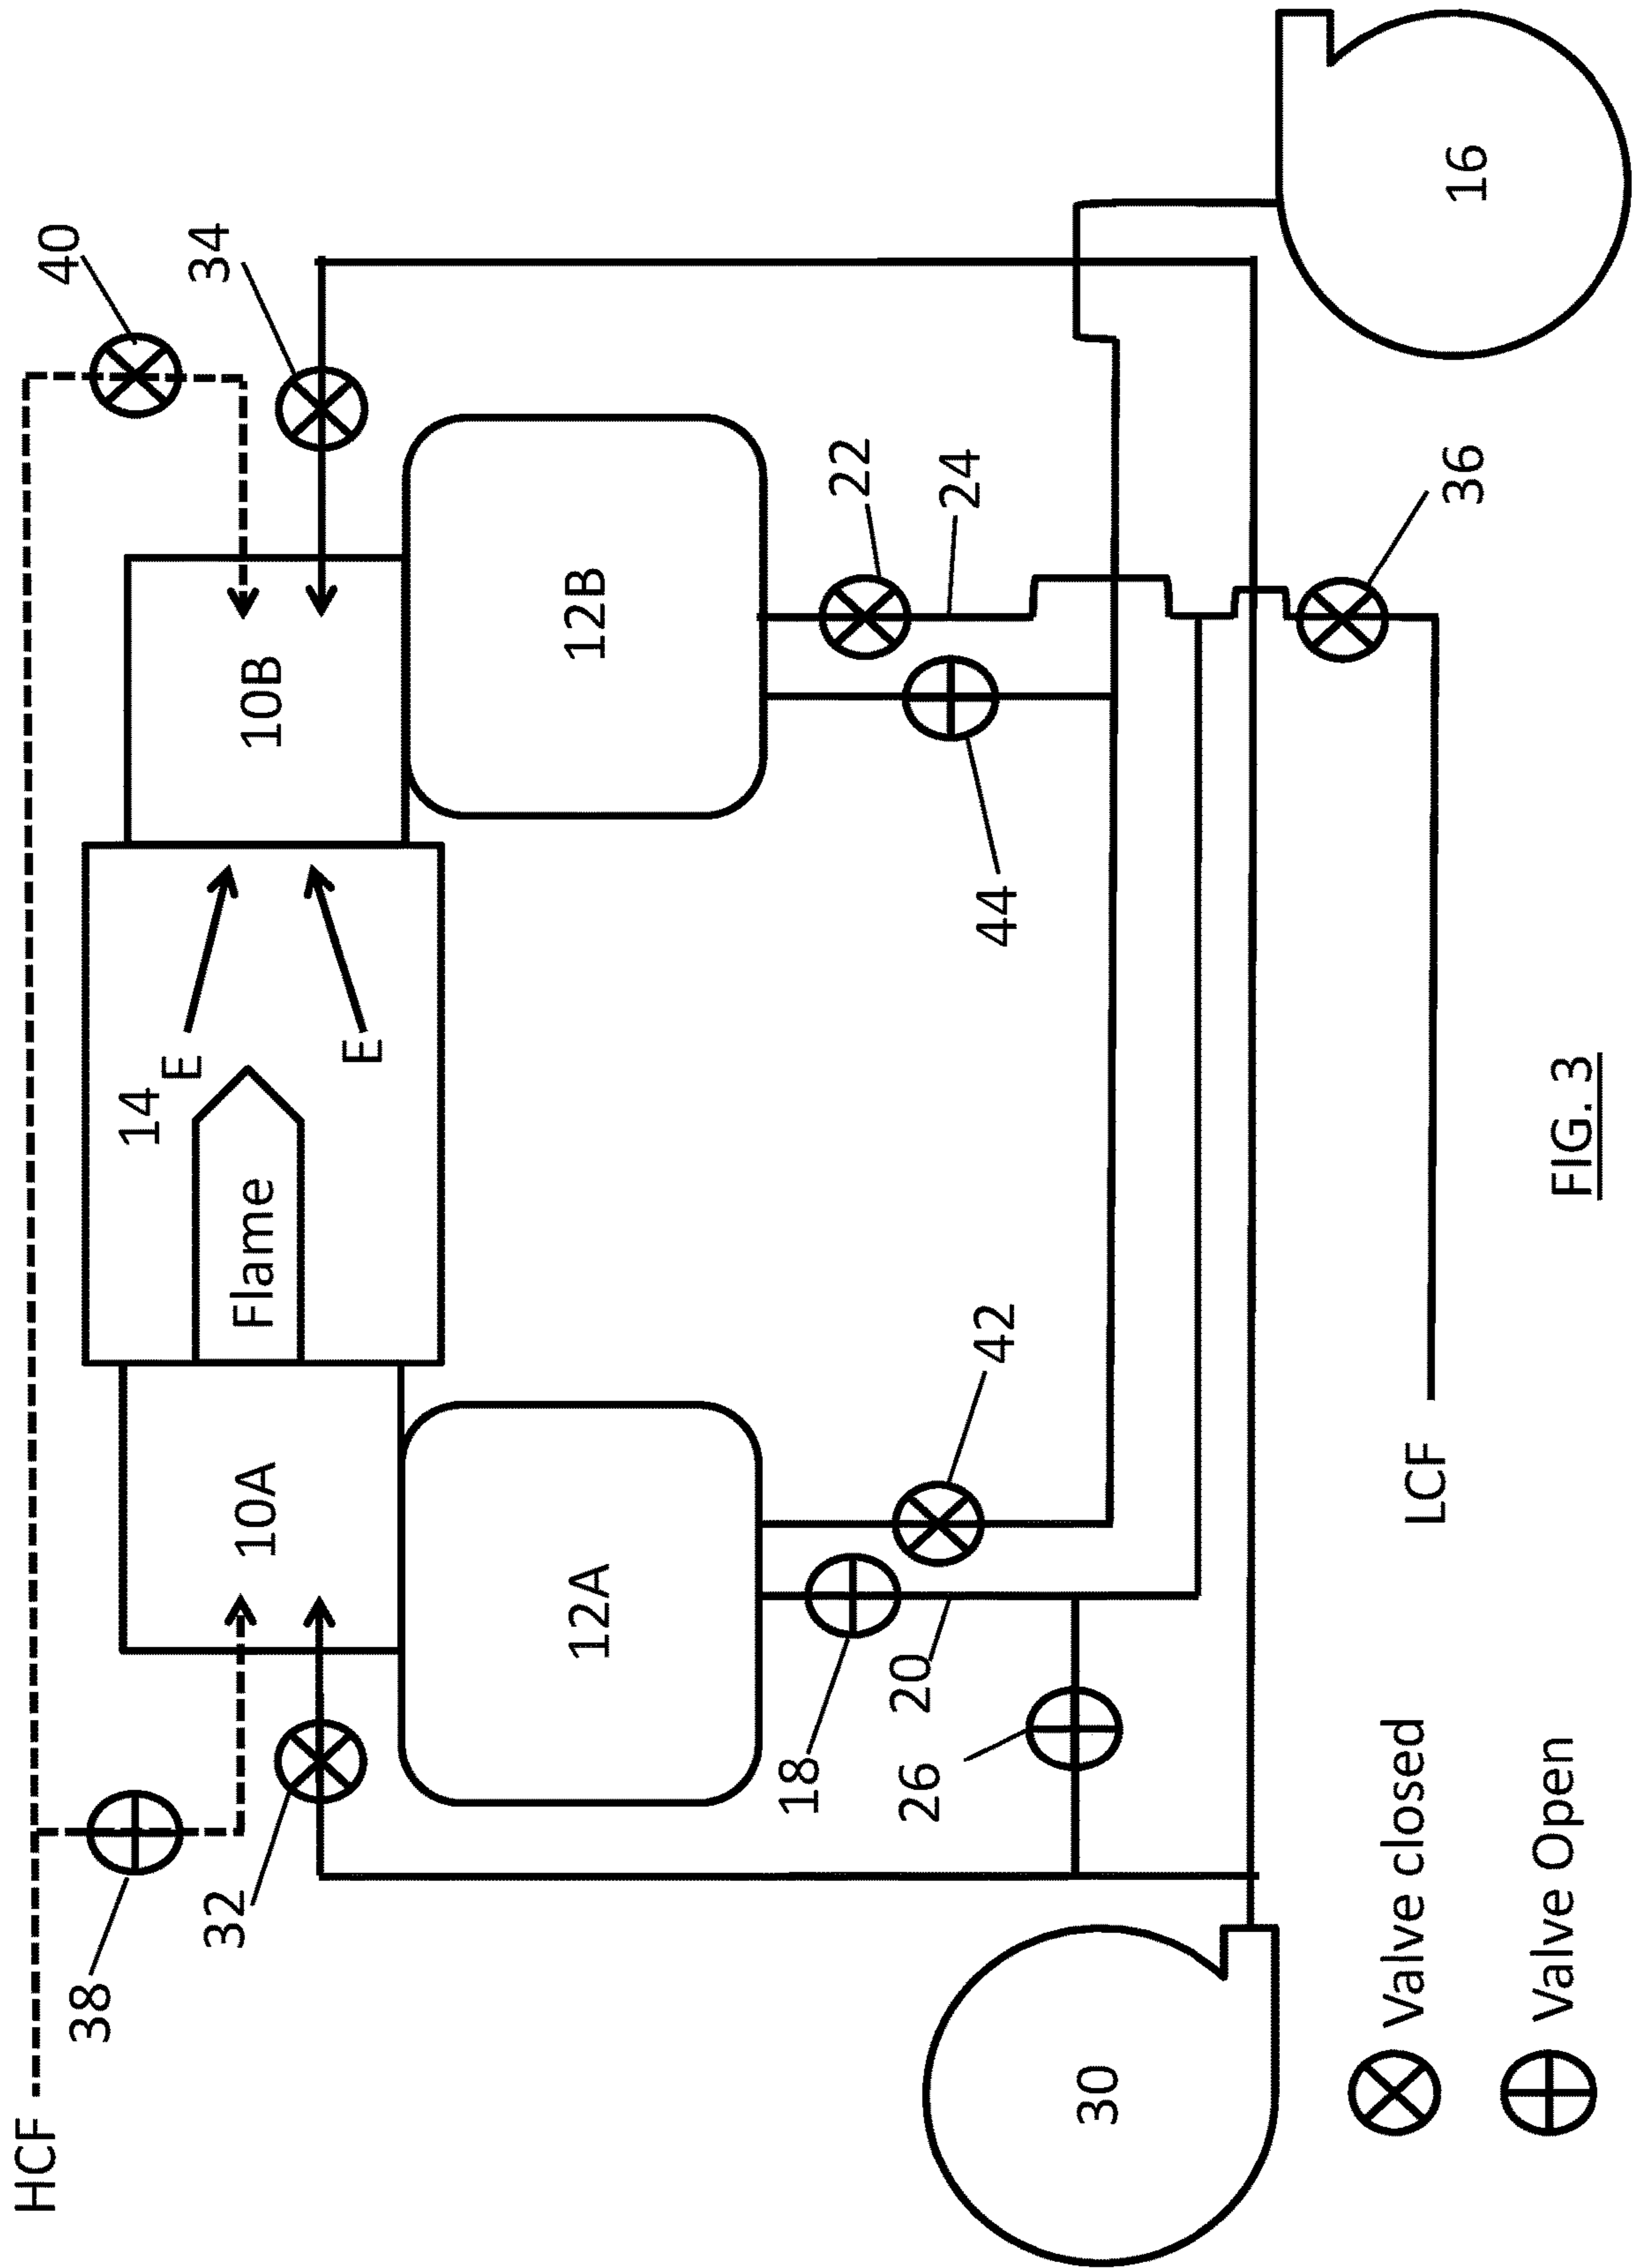 HCF
38
40
32
34
10A
Flame
14
E
E
10B
12A
12B
18
20
26
42
44
22
24
30
16
36
LCF
Valve closed
Valve Open
FIG. 3